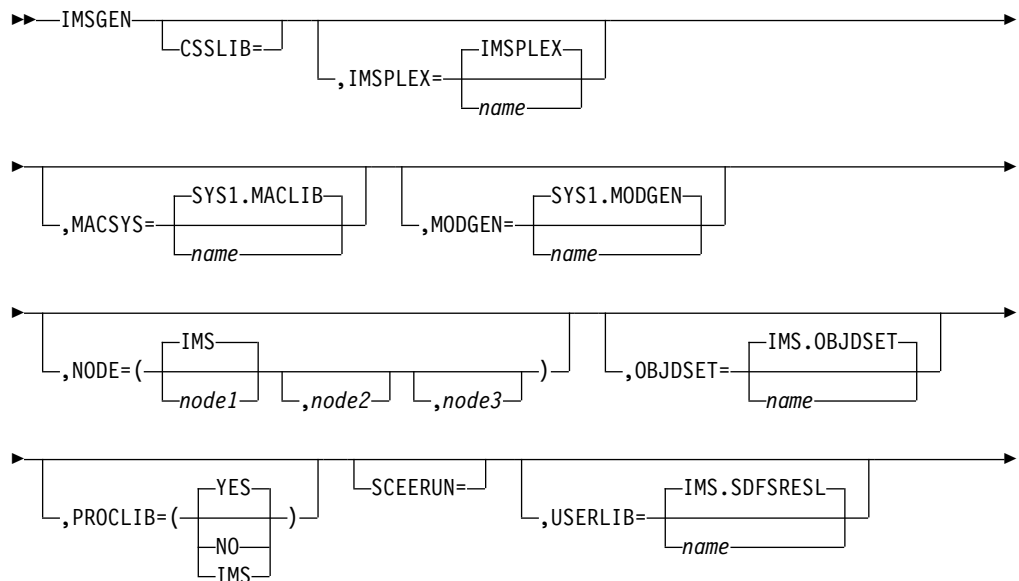 IMSGEN
CSSLIB=
,IMSPLEX=
IMSPLEX
name
,MACSYS=
SYS1.MACLIB
name
,MODGEN=
SYS1.MODGEN
name
,NODE=(
IMS
node1
,node2
,node3
)
,OBJDSET=
IMS.OBJDSET
name
,PROCLIB=(
YES
NO
IMS
)
SCEERUN=
,USERLIB=
IMS.SDFSRESL
name